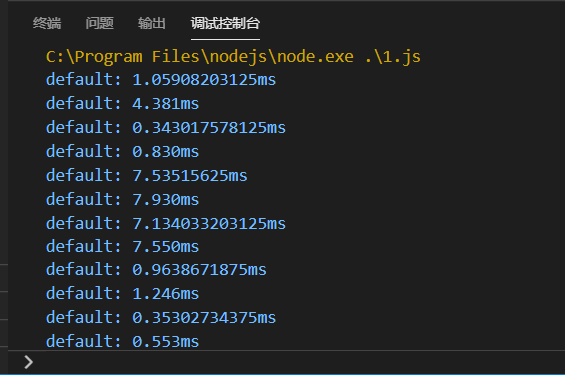 终端 问题 输出 调试控制台
C:\Program Files\nodejs\node.exe .\1.js
default: 1.05908203125ms
default: 4.381ms
default: 0.343017578125ms
default: 0.830ms
default: 7.53515625ms
default: 7.930ms
default: 7.134033203125ms
default: 7.550ms
default: 0.9638671875ms
default: 1.246ms
default: 0.35302734375ms
default: 0.553ms